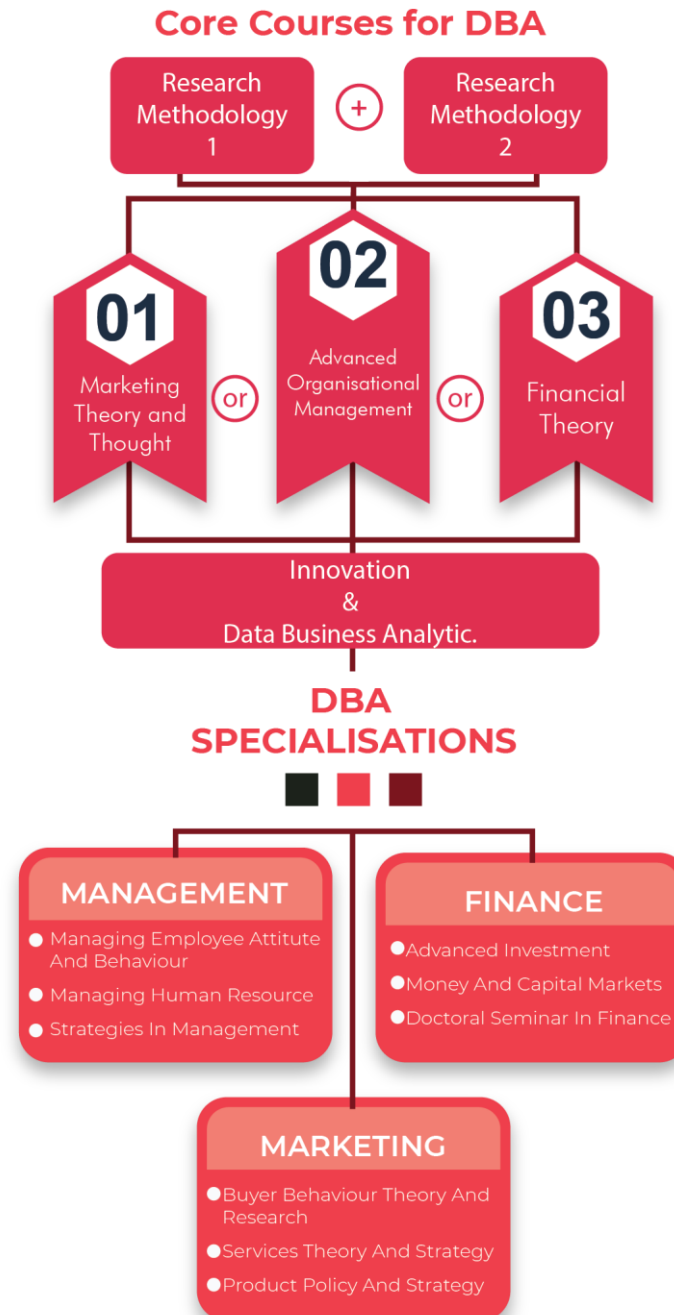 Core Courses for DBA
Research
Methodology
1
+
Research
Methodology
2
01
Marketing
Theory and
Thought
or
02
Advanced
Organisational
Management
or
03
Financial
Theory
Innovation
&
Data Business Analytic.
DBA
SPECIALISATIONS
MANAGEMENT
Managing Employee Attitute
And Behaviour
Managing Human Resource
Strategies In Management
FINANCE
Advanced Investment
Money And Capital Markets
Doctoral Seminar In Finance
MARKETING
Buyer Behaviour Theory And
Research
Services Theory And Strategy
Product Policy And Strategy